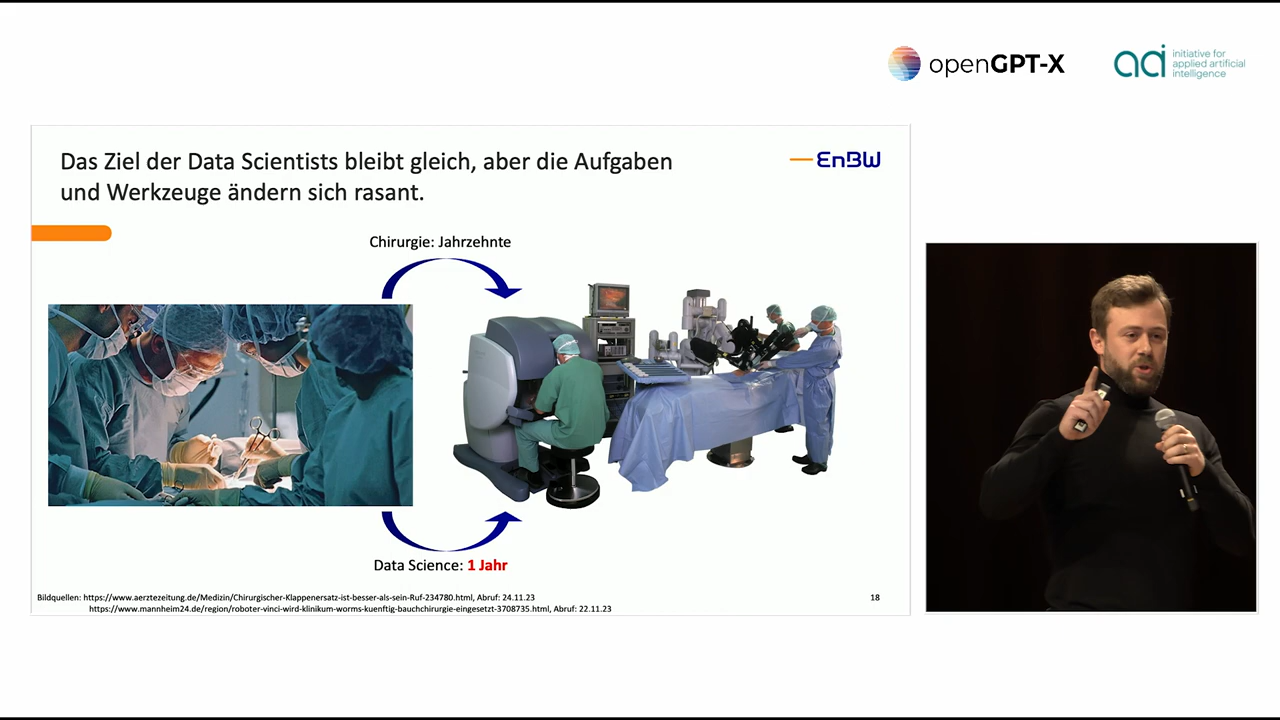 openGPT-X
aai initiative for
applied artificial
intelligence
Das Ziel der Data Scientists bleibt gleich, aber die Aufgaben
und Werkzeuge ändern sich rasant.
EnBW
Chirurgie: Jahrzehnte
Data Science: 1 Jahr
Bildquellen: https://www.aerztezeitung.de/Medizin/Chirurgischer-Klappenersatz-ist-besser-als-sein-Ruf-234780.html, Abruf: 24.11.23
https://www.mannheim24.de/region/roboter-vinci-wird-klinikum-worms-kuenftig-bauchchirurgie-eingesetzt-3708735.html, Abruf: 22.11.23
18